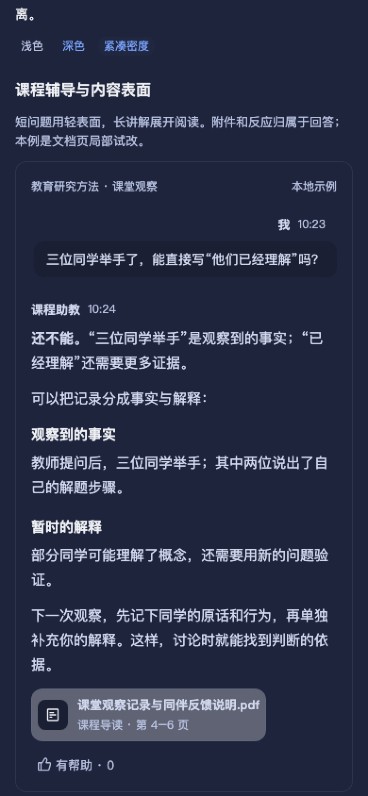 离。
浅色 深色 紧凑密度
课程辅导与内容表面
短问题用轻表面，长讲解展开阅读。附件和反应归属于回答；
本例是文档页局部试改。
教育研究方法 · 课堂观察 本地示例
我 10:23
三位同学举手了，能直接写“他们已经理解”吗？
课程助教 10:24
还不能。“三位同学举手”是观察到的事实；“已
经理解”还需要更多证据。
可以把记录分成事实与解释：
观察到的事实
教师提问后，三位同学举手；其中两位说出了自
己的解题步骤。
暂时的解释
部分同学可能理解了概念，还需要用新的问题验
证。
下一次观察，先记下同学的原话和行为，再单独
补充你的解释。这样，讨论时就能找到判断的依
据。
课堂观察记录与同伴反馈说明.pdf
课程导读 · 第 4—6 页
有帮助 · 0